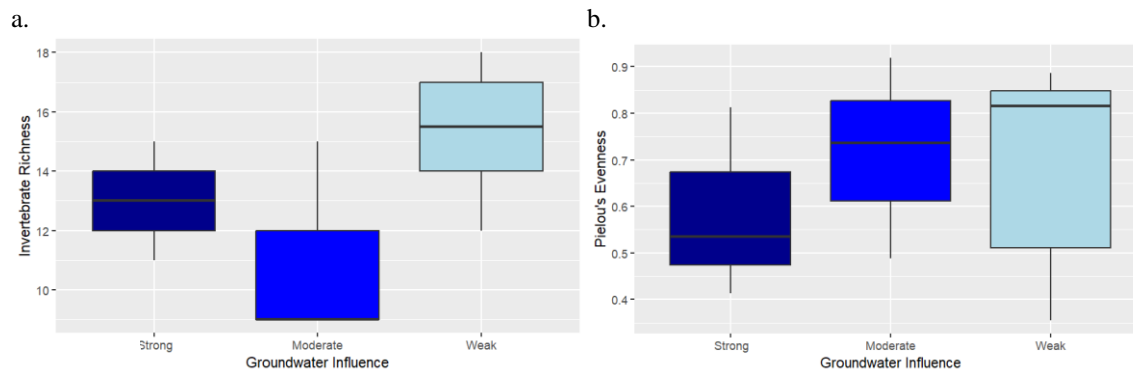 a.
b.
Invertebrate Richness
18
16
14
12
10
Strong
Moderate
Weak
Groundwater Influence
Pielou's Evenness
0.9
0.8
0.7
0.6
0.5
0.4
Strong
Moderate
Weak
Groundwater Influence